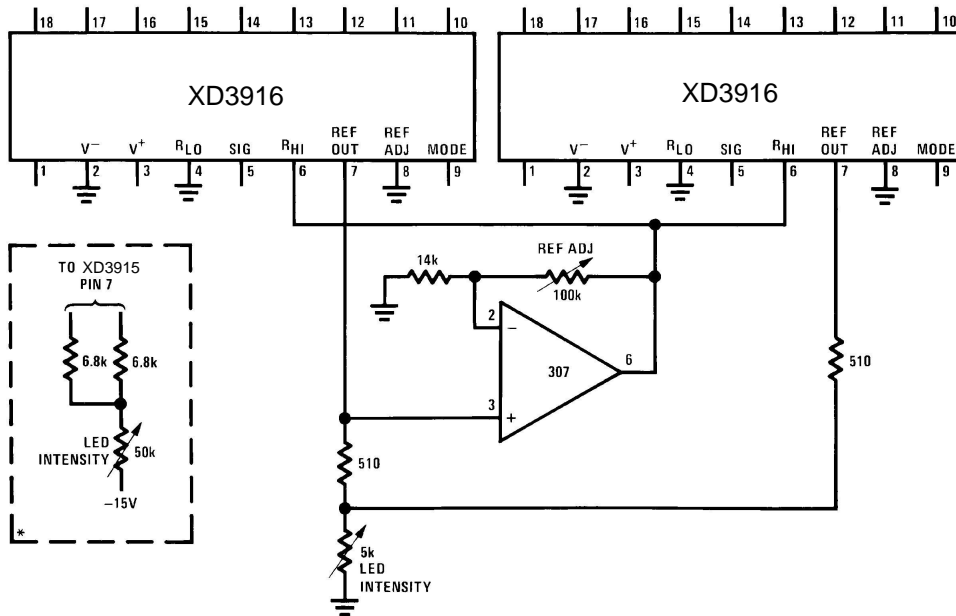 18 17 16 15 14 13 12 11 10
18 17 16 15 14 13 12 11 10
XD3916
XD3916
V− V+ RLO SIG RHI REF OUT REF ADJ MODE
V− V+ RLO SIG RHI REF OUT REF ADJ MODE
1 2 3 4 5 6 7 8 9
1 2 3 4 5 6 7 8 9
TO XD3915
PIN 7
6.8k 6.8k
LED
INTENSITY
50k
−15V
*
14k
REF ADJ
100k
2
−
307
6
3
+
510
510
5k
LED
INTENSITY